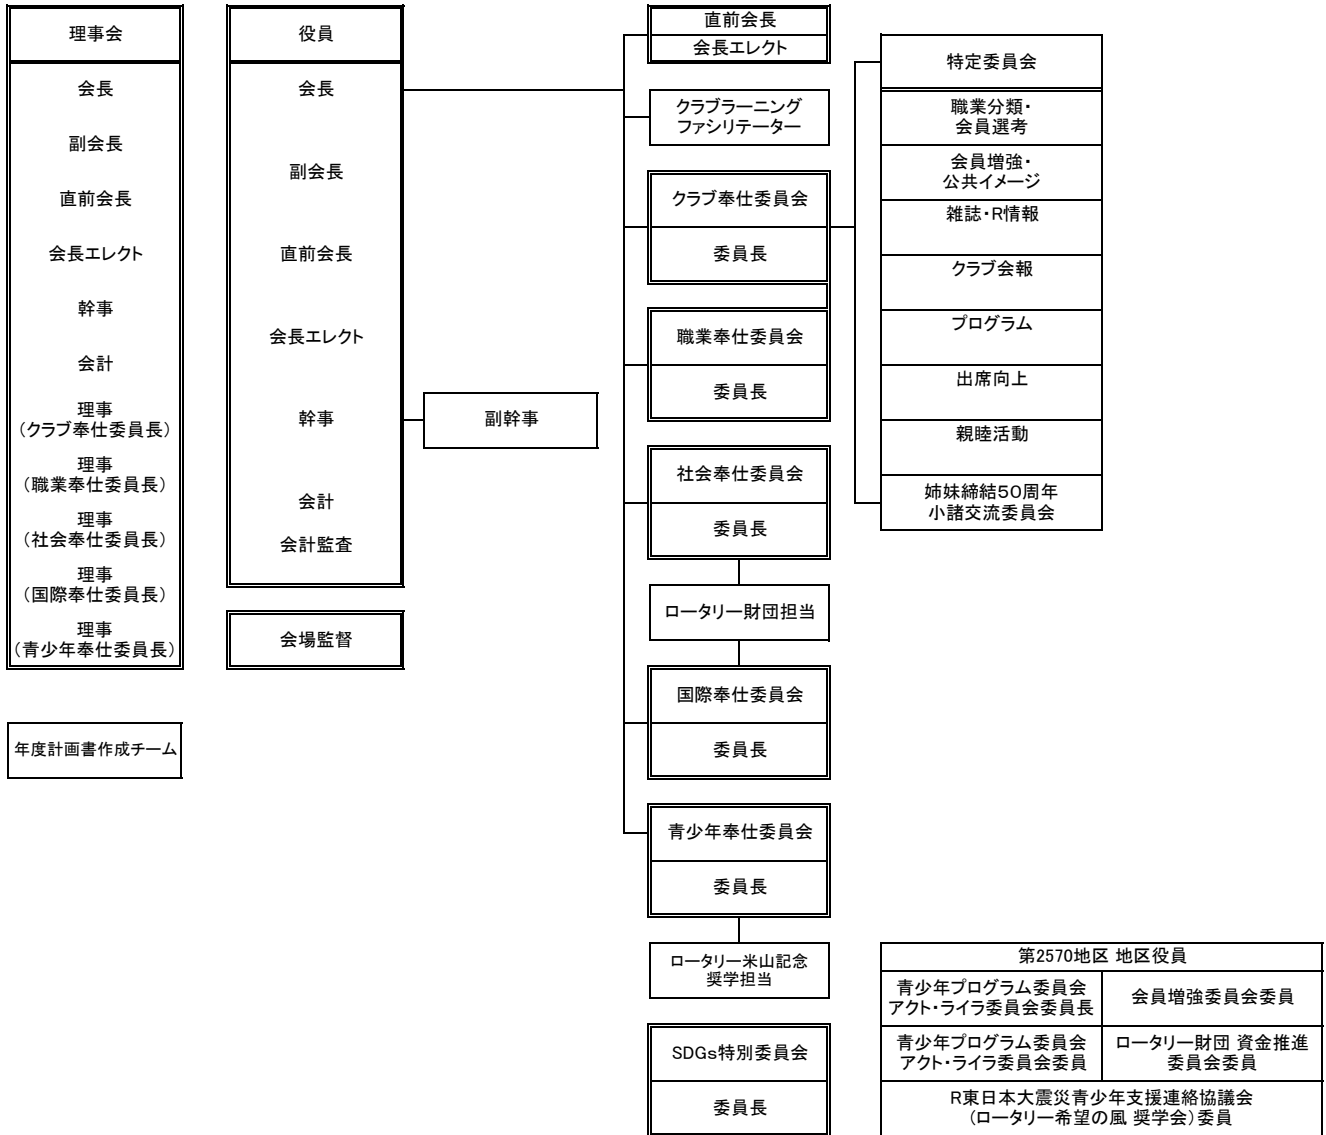 理事会
会長
副会長
直前会長
会長エレクト
幹事
会計
理事
（クラブ奉仕委員長）
理事
（職業奉仕委員長）
理事
（社会奉仕委員長）
理事
（国際奉仕委員長）
理事
（青少年奉仕委員長）
年度計画書作成チーム
役員
会長
副会長
直前会長
会長エレクト
幹事
会計
会計監査
会場監督
副幹事
直前会長
会長エレクト
クラブラーニング
ファシリテーター
クラブ奉仕委員会
委員長
職業奉仕委員会
委員長
社会奉仕委員会
委員長
ロータリー財団担当
国際奉仕委員会
委員長
青少年奉仕委員会
委員長
ロータリー米山記念
奨学担当
SDGs特別委員会
委員長
特定委員会
職業分類・
会員選考
会員増強・
公共イメージ
雑誌・R情報
クラブ会報
プログラム
出席向上
親睦活動
姉妹締結50周年
小諸交流委員会
第2570地区 地区役員
青少年プログラム委員会
アクト・ライラ委員会委員長
会員増強委員会委員
青少年プログラム委員会
アクト・ライラ委員会委員
ロータリー財団 資金推進
委員会委員
R東日本大震災青少年支援連絡協議会
（ロータリー希望の風 奨学会）委員